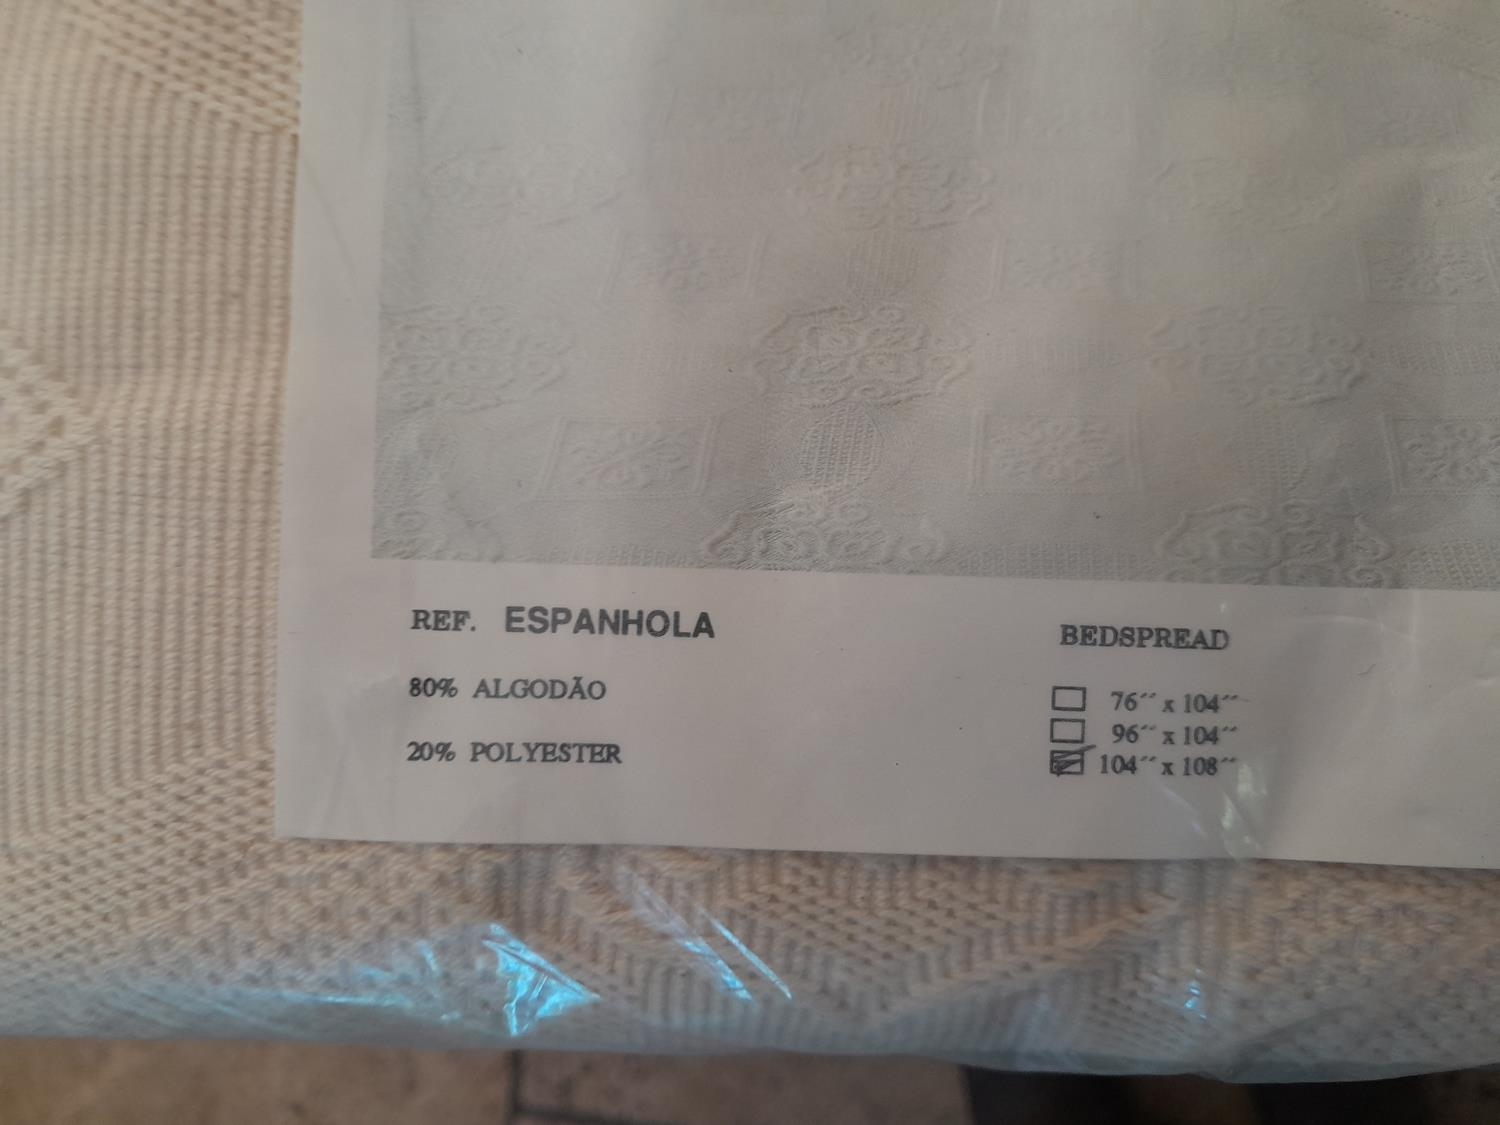 REF. ESPANHOLA
80% ALGODÃO
20% POLYESTER
BEDSPREAD
76´´ x 104´´
96´´ x 104´´
104´´ x 108´´